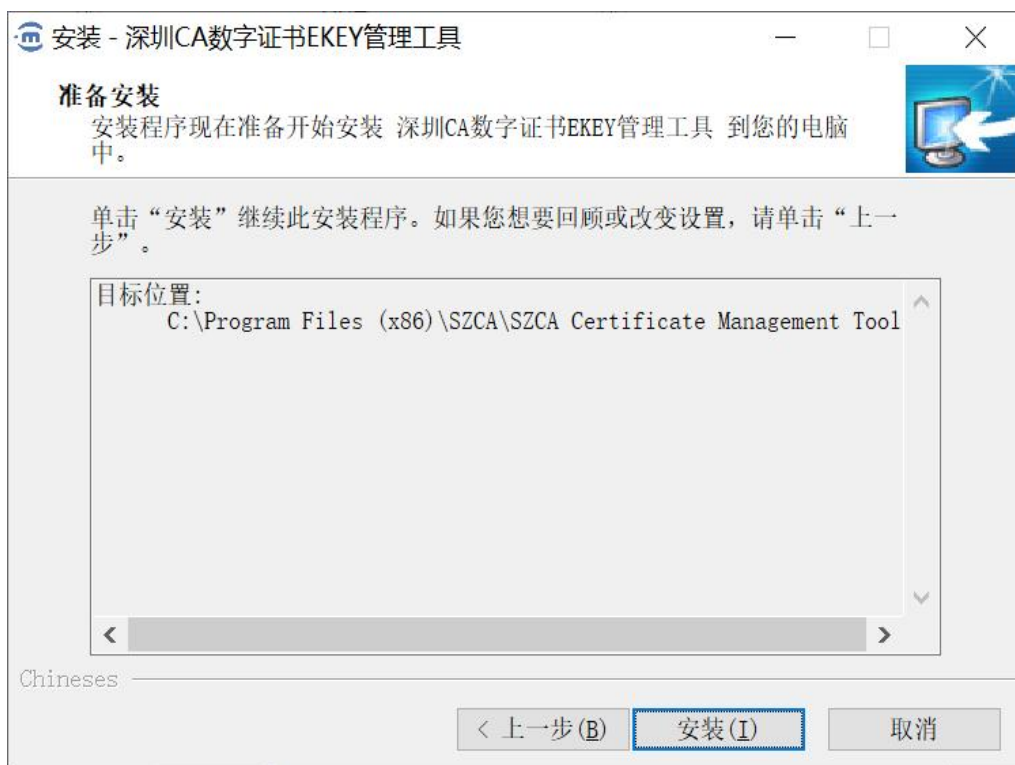 安装 - 深圳CA数字证书EKEY管理工具
准备安装
安装程序现在准备开始安装 深圳CA数字证书EKEY管理工具 到您的电脑
中。
单击“安装”继续此安装程序。如果您想要回顾或改变设置，请单击“上一
步”。
目标位置:
C:\Program Files (x86)\SZCA\SZCA Certificate Management Tool
Chineses
< 上一步(B) 安装(I) 取消